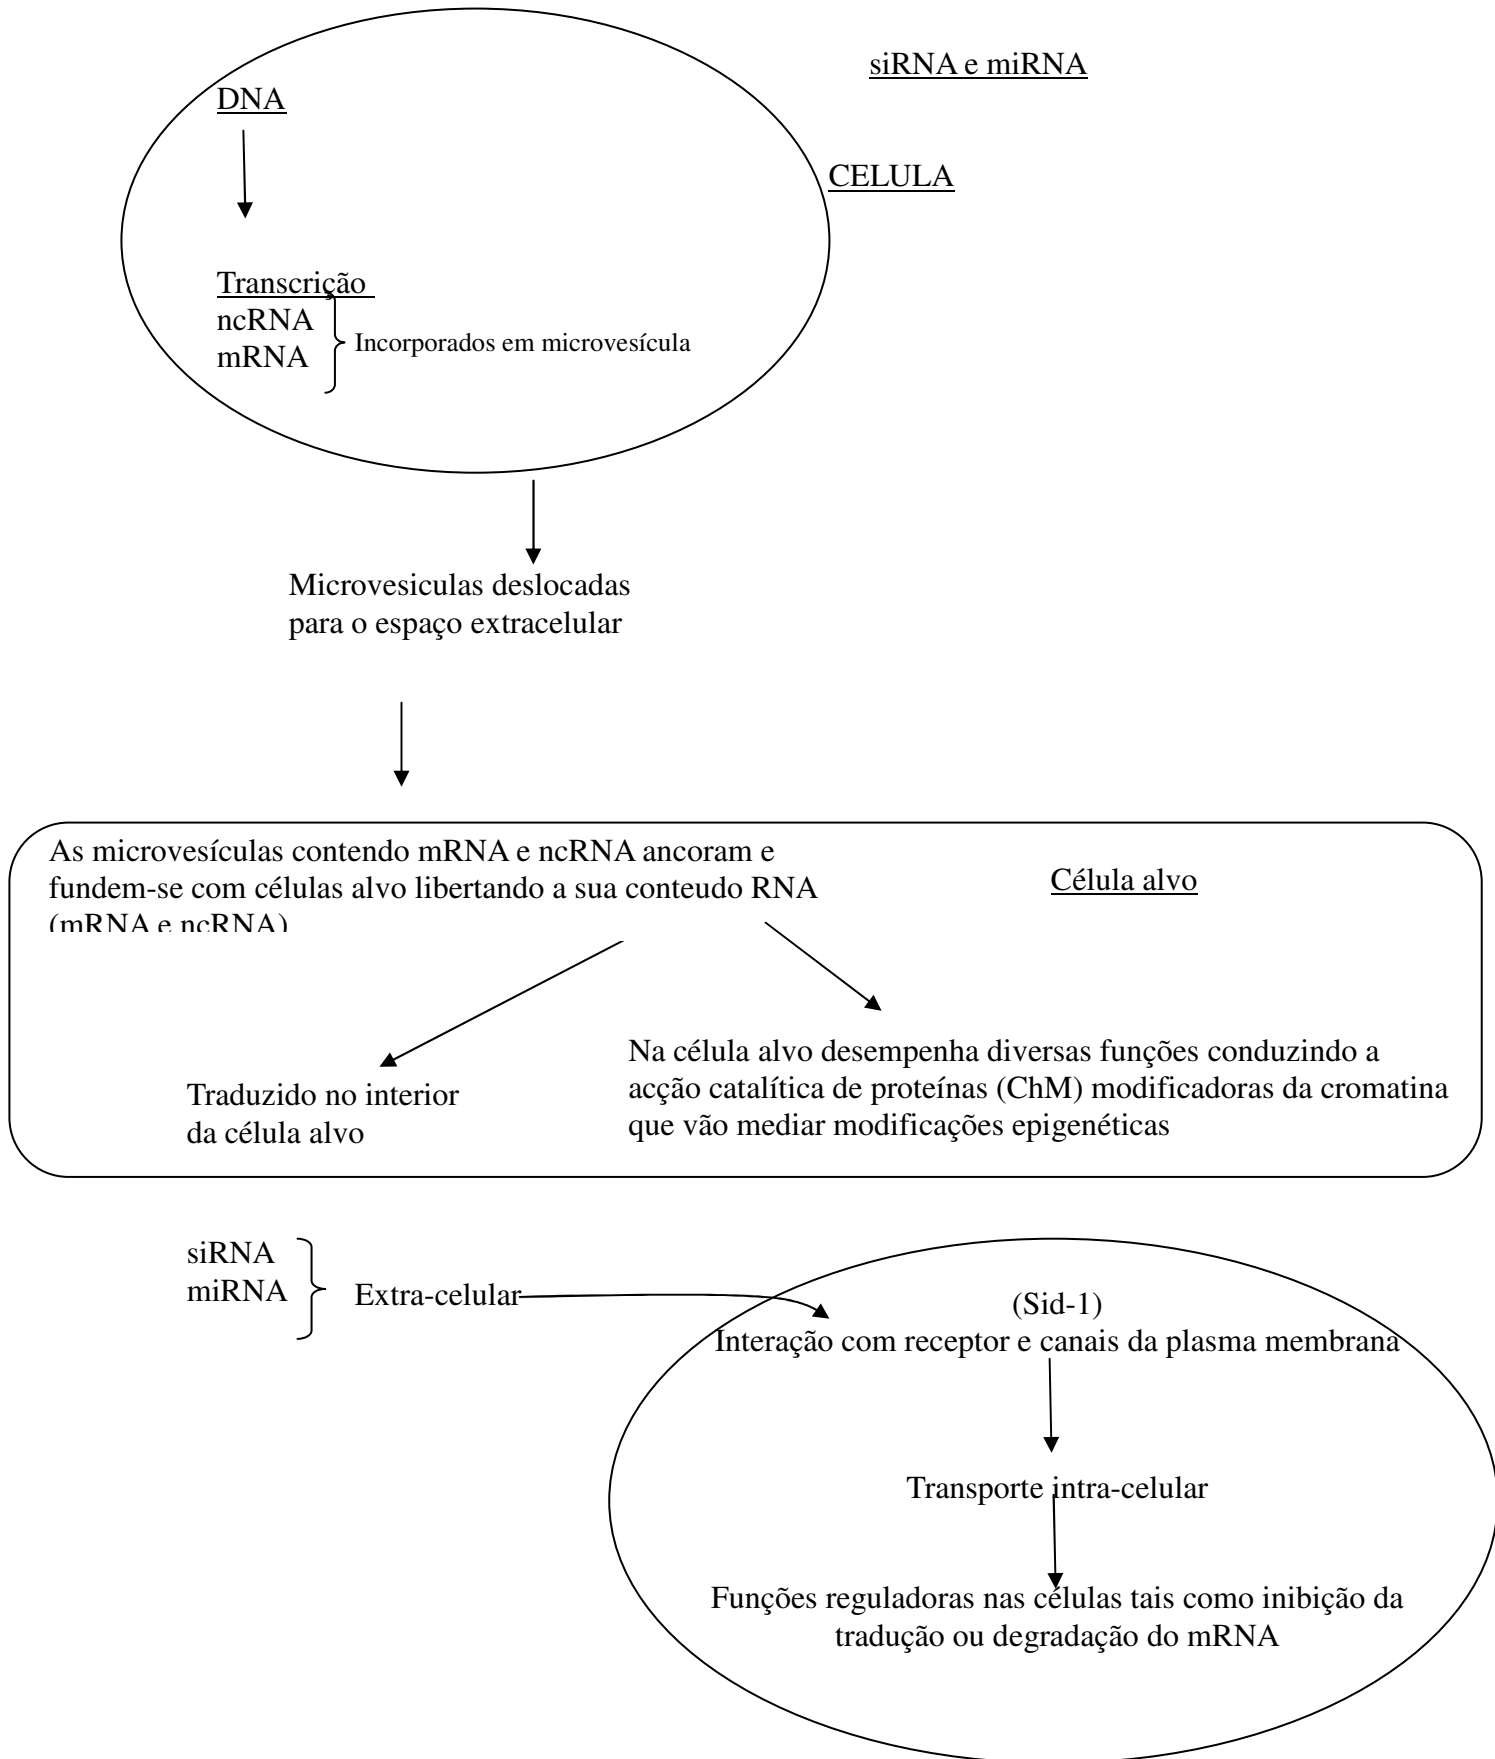 siRNA e miRNA
DNA
CELULA
Transcrição
ncRNA
mRNA
Incorporados em microvesícula
Microvesiculas deslocadas
para o espaço extracelular
As microvesículas contendo mRNA e ncRNA ancoram e
fundem-se com células alvo libertando a sua conteudo RNA
(mRNA e ncRNA)
Célula alvo
Traduzido no interior
da célula alvo
Na célula alvo desempenha diversas funções conduzindo a
acção catalítica de proteínas (ChM) modificadoras da cromatina
que vão mediar modificações epigenéticas
siRNA
miRNA
Extra-celular
(Sid-1)
Interação com receptor e canais da plasma membrana
Transporte intra-celular
Funções reguladoras nas células tais como inibição da
tradução ou degradação do mRNA